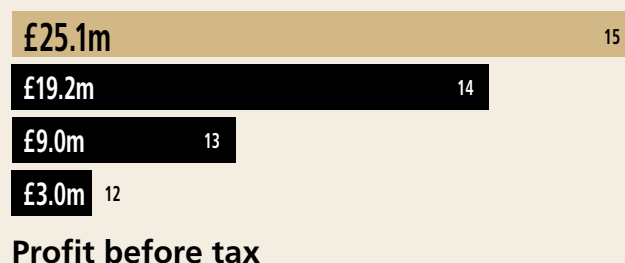 £25.1m 15
£19.2m 14
£9.0m 13
£3.0m 12
Profit before tax